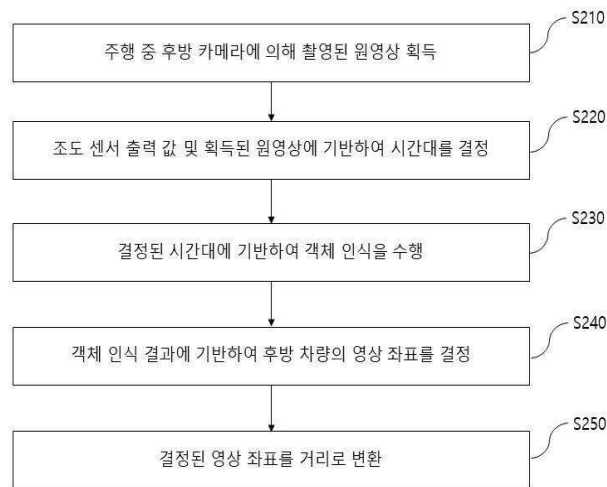 S210
주행 중 후방 카메라에 의해 촬영된 원영상 획득
S220
조도 센서 출력 값 및 획득된 원영상에 기반하여 시간대를 결정
S230
결정된 시간대에 기반하여 객체 인식을 수행
S240
객체 인식 결과에 기반하여 후방 차량의 영상 좌표를 결정
S250
결정된 영상 좌표를 거리로 변환